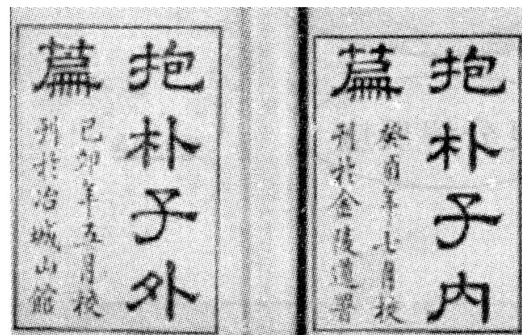 抱朴子内
篇
癸酉年七月校
刊於金陵道署
抱朴子外
篇
己卯年五月校
刊於冶城山館